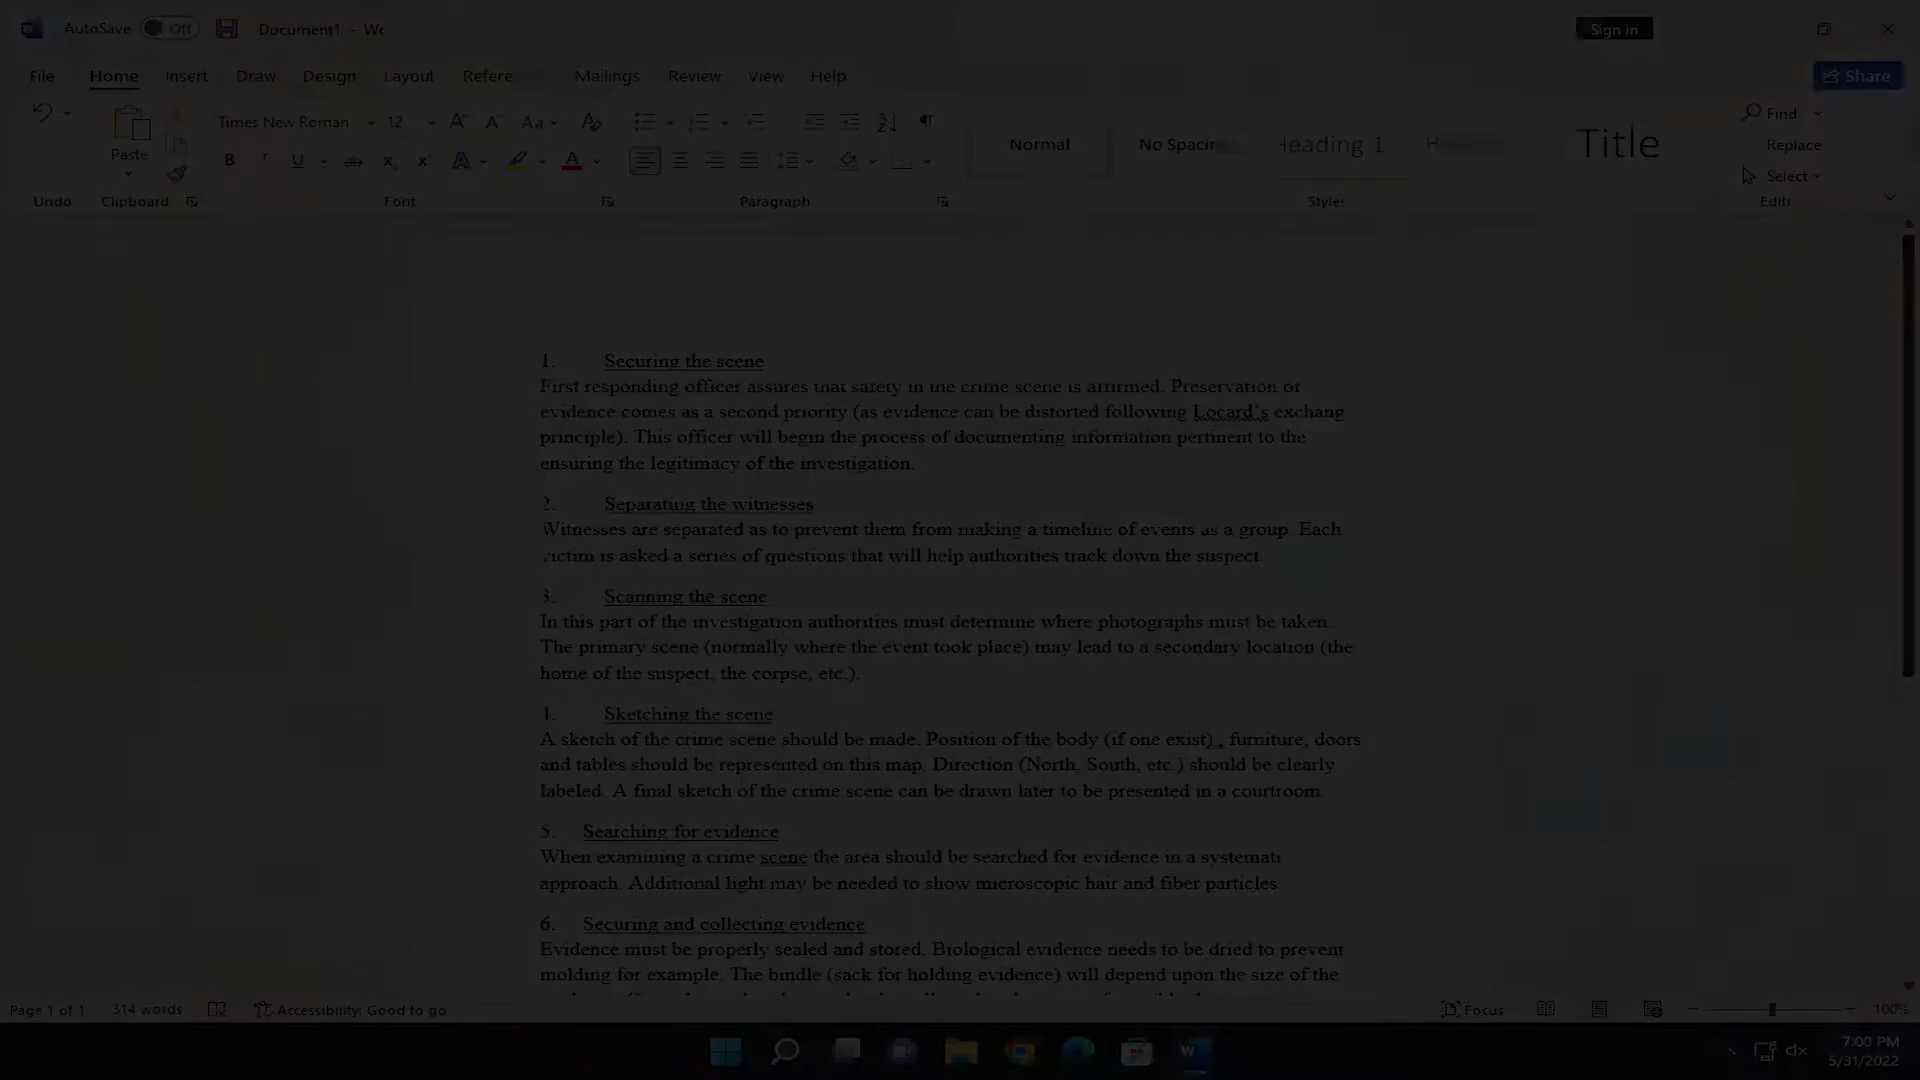 AutoSave Off Document1 - Wc Sign in
File Home Insert Draw Design Layout Refere Mailings Review View Help Share
Times New Roman 12 Aa
Find
Paste
Normal No Spacin Heading 1 Title
Replace
Select
Undo Clipboard Font Paragraph Styles Editi
1. Securing the scene
First responding officer assures that safety in the crime scene is affirmed. Preservation of
evidence comes as a second priority (as evidence can be distorted following Locard's exchang
principle). This officer will begin the process of documenting information pertinent to the
ensuring the legitimacy of the investigation.
2. Separating the witnesses
Witnesses are separated as to prevent them from making a timeline of events as a group. Each
victim is asked a series of questions that will help authorities track down the suspect.
3. Scanning the scene
In this part of the investigation authorities must determine where photographs must be taken.
The primary scene (normally where the event took place) may lead to a secondary location (the
home of the suspect, the corpse, etc.).
4. Sketching the scene
A sketch of the crime scene should be made. Position of the body (if one exist) , furniture, doors
and tables should be represented on this map. Direction (North, South, etc.) should be clearly
labeled. A final sketch of the crime scene can be drawn later to be presented in a courtroom.
5. Searching for evidence
When examining a crime scene the area should be searched for evidence in a systemati
approach. Additional light may be needed to show microscopic hair and fiber particles
6. Securing and collecting evidence
Evidence must be properly sealed and stored. Biological evidence needs to be dried to prevent
molding for example. The bindle (sack for holding evidence) will depend upon the size of the
Page 1 of 1 314 words Accessibility: Good to go Focus 100%
7:00 PM
5/31/2022